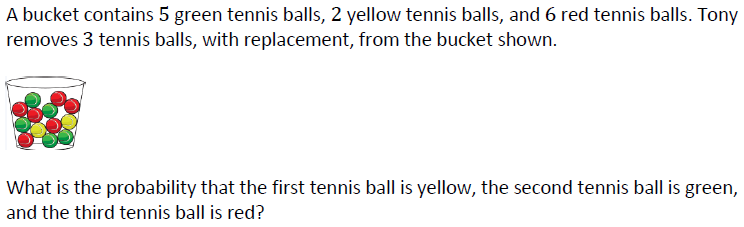 A bucket contains 5 green tennis balls, 2 yellow tennis balls, and 6 red tennis balls. Tony
removes 3 tennis balls, with replacement, from the bucket shown.
What is the probability that the first tennis ball is yellow, the second tennis ball is green,
and the third tennis ball is red?